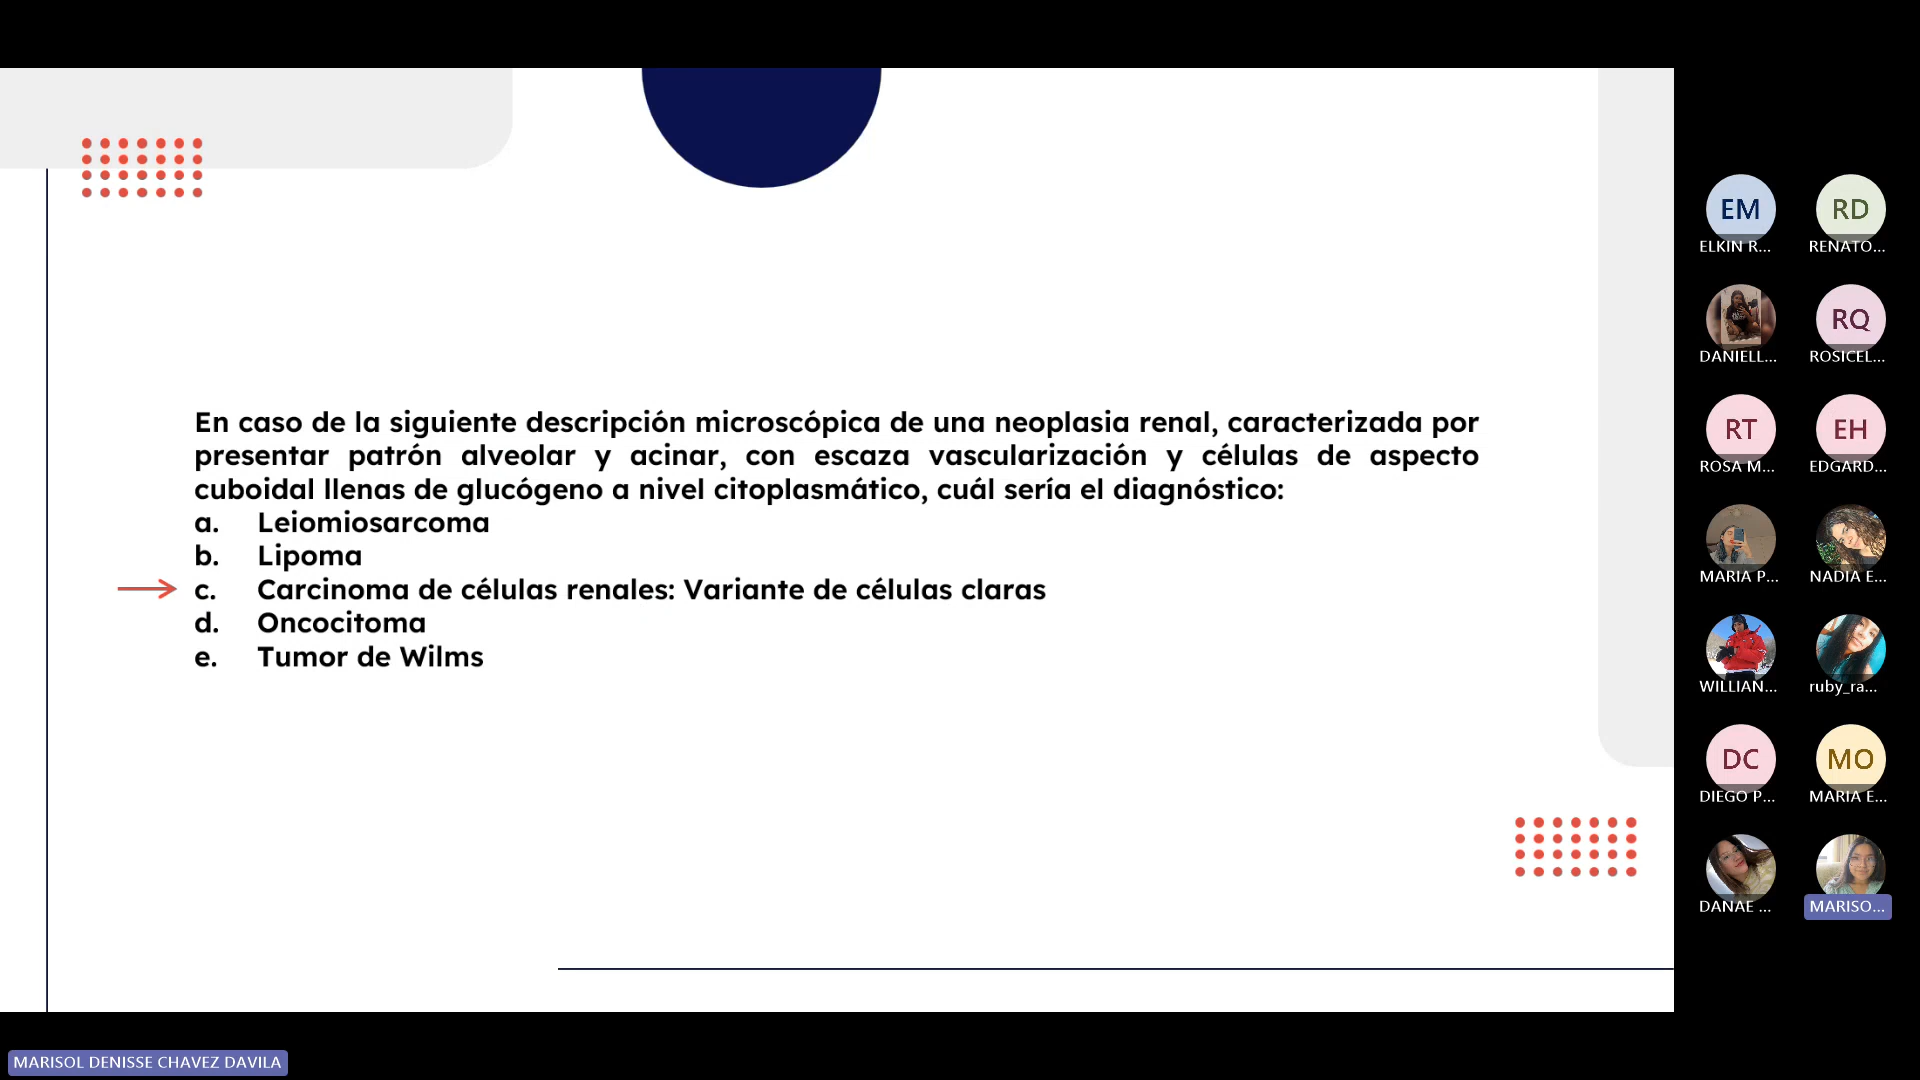 En caso de la siguiente descripción microscópica de una neoplasia renal, caracterizada por
presentar patrón alveolar y acinar, con escaza vascularización y células de aspecto
cuboidal llenas de glucógeno a nivel citoplasmático, cuál sería el diagnóstico:
a. Leiomiosarcoma
b. Lipoma
c. Carcinoma de células renales: Variante de células claras
d. Oncocitoma
e. Tumor de Wilms
EM
ELKIN R...
RD
RENATO...
DANIELL...
RQ
ROSICEL...
RT
ROSA M...
EH
EDGARD...
MARIA P...
NADIA E...
WILLIAN...
ruby_ra...
DC
DIEGO P...
MO
MARIA E...
DANAE ...
MARISO...
MARISOL DENISSE CHAVEZ DAVILA